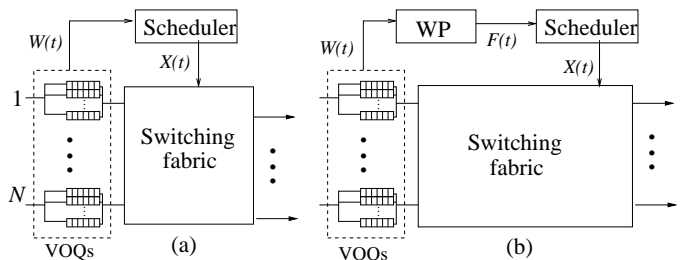 W(t)
Scheduler
X(t)
1
N
Switching
fabric
VOQs
(a)
W(t)
WP
F(t)
Scheduler
X(t)
Switching
fabric
VOQs
(b)